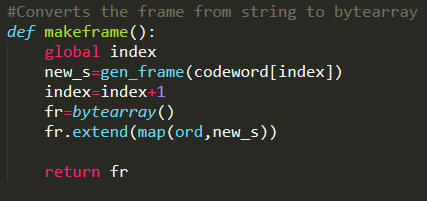 #Converts the frame from string to bytearray
def makeframe():
    global index
    new_s=gen_frame(codeword[index])
    index=index+1
    fr=bytearray()
    fr.extend(map(ord,new_s))
    return fr